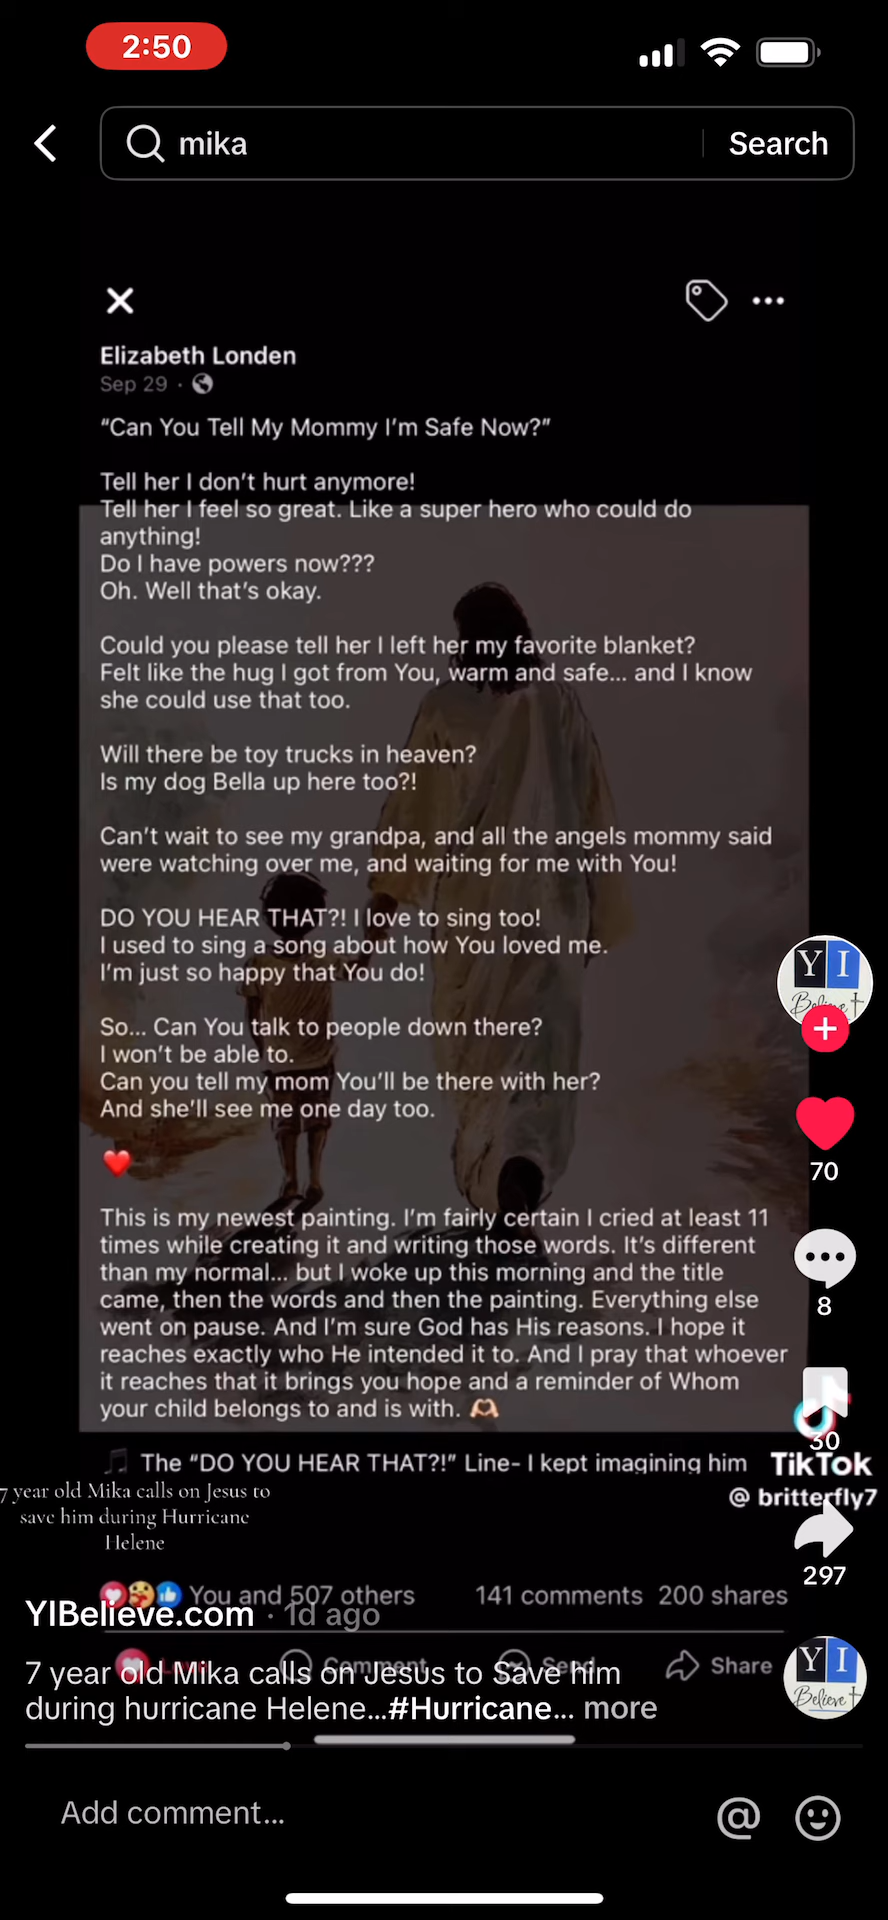 2:50
mika
Search
Elizabeth Londen
Sep 29 ·
“Can You Tell My Mommy I’m Safe Now?”
Tell her I don’t hurt anymore!
Tell her I feel so great. Like a super hero who could do
anything!
Do I have powers now???
Oh. Well that’s okay.
Could you please tell her I left her my favorite blanket?
Felt like the hug I got from You, warm and safe... and I know
she could use that too.
Will there be toy trucks in heaven?
Is my dog Bella up here too?!
Can’t wait to see my grandpa, and all the angels mommy said
were watching over me, and waiting for me with You!
DO YOU HEAR THAT?! I love to sing too!
I used to sing a song about how You loved me.
I’m just so happy that You do!
So... Can You talk to people down there?
I won’t be able to.
Can you tell my mom You’ll be there with her?
And she’ll see me one day too.
❤️
This is my newest painting. I’m fairly certain I cried at least 11
times while creating it and writing those words. It’s different
than my normal... but I woke up this morning and the title
came, then the words and then the painting. Everything else
went on pause. And I’m sure God has His reasons. I hope it
reaches exactly who He intended it to. And I pray that whoever
it reaches that it brings you hope and a reminder of Whom
your child belongs to and is with. 🫶🏼
🎵 The “DO YOU HEAR THAT?!” Line- I kept imagining him
YI
Believe
70
8
30
TikTok
@ britterfly7
297
7 year old Mika calls on Jesus to
save him during Hurricane
Helene
You and 507 others
141 comments
200 shares
YIBelieve.com · 1d ago
Love
Comment
Send
Share
7 year old Mika calls on Jesus to Save him
during hurricane Helene...#Hurricane... more
YI
Believe
Add comment...
@